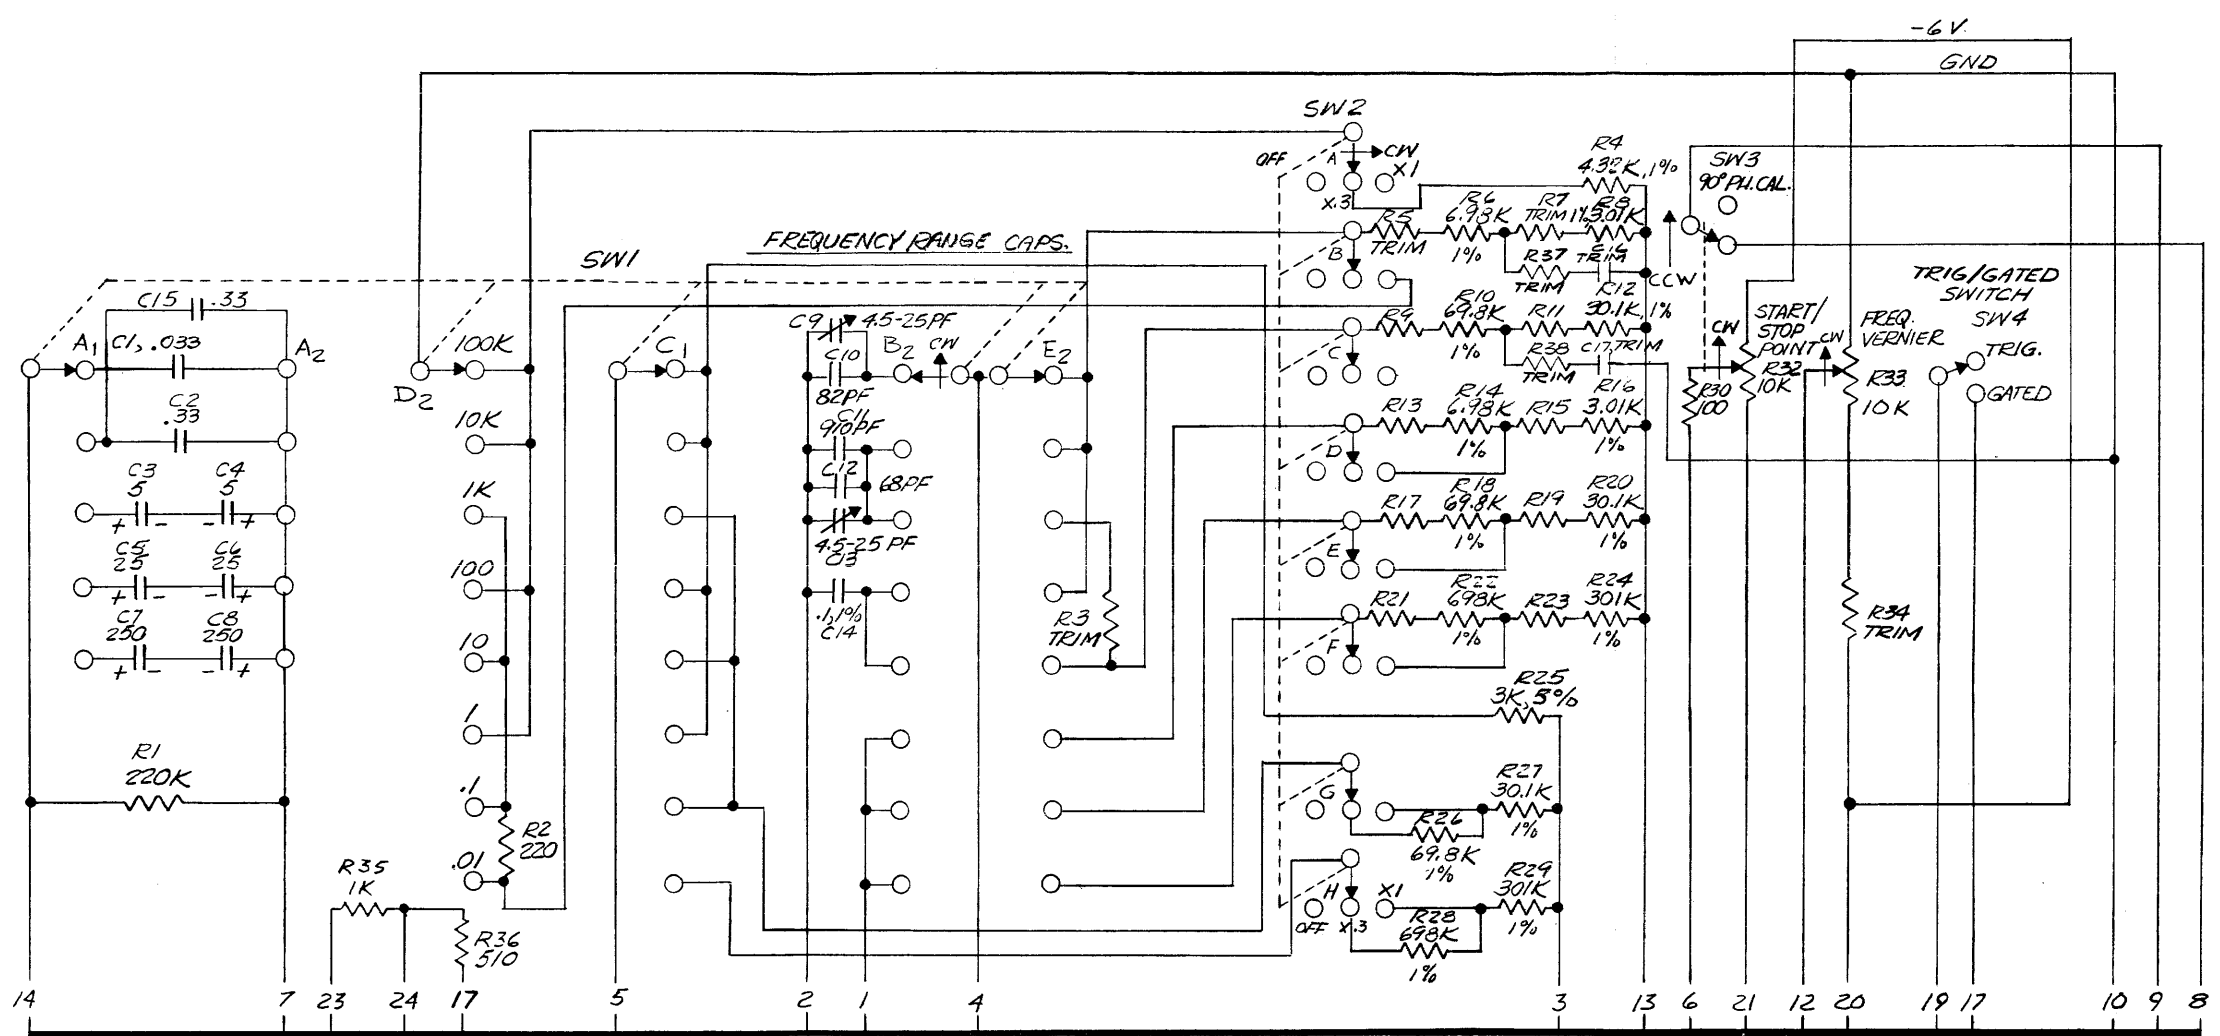 -6 V.
GND
SW2
OFF
A
CW
X1
X.3
R4
4.32K, 1%
SW3
90° PH. CAL.
R5
TRIM
R6
6.98K
1%
R7
TRIM
R8
3.01K
1%
R37
TRIM
C16
TRIM
B
CCW
FREQUENCY RANGE CAPS.
SW1
TRIG/GATED
SWITCH
SW4
TRIG.
GATED
C15
.33
A1
C1, .033
A2
C2
.33
C3
5
C4
5
+ - - +
C5
25
C6
25
+ - - +
C7
250
C8
250
+ - - +
R1
220K
D2
100K
10K
1K
100
10
1
.1
.01
R2
220
R35
1K
R36
510
C1
C9
4.5-25PF
C10
82PF
C11
910PF
C12
68PF
4.5-25 PF
C13
.1, 1%
C14
B2
CW
E2
R3
TRIM
R9
R10
69.8K
1%
R11
R12
30.1K, 1%
R38
TRIM
C17, TRIM
C
R13
R14
6.98K
1%
R15
R16
3.01K
1%
D
R17
R18
69.8K
1%
R19
R20
30.1K
1%
E
R21
R22
698K
1%
R23
R24
301K
1%
F
R25
3K, 5%
G
R26
69.8K
1%
R27
30.1K
1%
H
OFF
X.3
X1
R28
698K
1%
R29
301K
1%
CW
R30
100
START/
STOP
POINT
R32
10K
CW
FREQ.
VERNIER
R33
10K
R34
TRIM
14
7
23
24
17
5
2
1
4
3
13
6
21
12
20
19
17
10
9
8